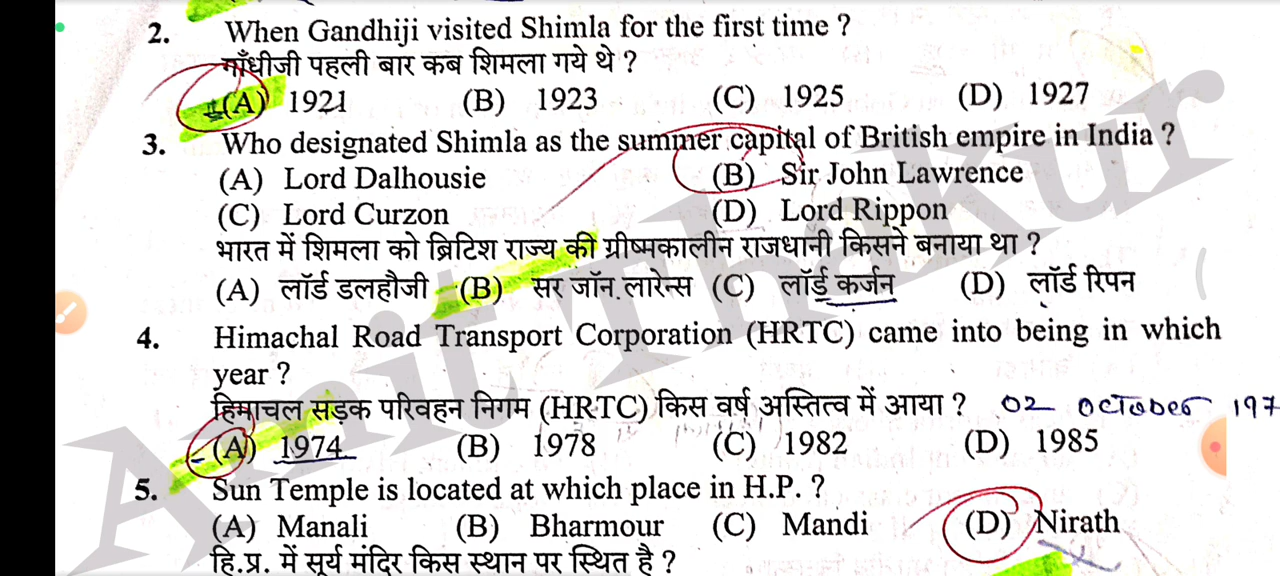 2. When Gandhiji visited Shimla for the first time ?
गाँधीजी पहली बार कब शिमला गये थे ?
(A) 1921 (B) 1923 (C) 1925 (D) 1927
3. Who designated Shimla as the summer capital of British empire in India ?
(A) Lord Dalhousie (B) Sir John Lawrence
(C) Lord Curzon (D) Lord Rippon
भारत में शिमला को ब्रिटिश राज्य की ग्रीष्मकालीन राजधानी किसने बनाया था ?
(A) लॉर्ड डलहौजी (B) सर जॉन लारेन्स (C) लॉर्ड कर्जन (D) लॉर्ड रिपन
4. Himachal Road Transport Corporation (HRTC) came into being in which
year ?
हिमाचल सड़क परिवहन निगम (HRTC) किस वर्ष अस्तित्व में आया ? 02 OCTOBER 197
(A) 1974 (B) 1978 (C) 1982 (D) 1985
5. Sun Temple is located at which place in H.P. ?
(A) Manali (B) Bharmour (C) Mandi (D) Nirath
हि.प्र. में सूर्य मंदिर किस स्थान पर स्थित है ?
Amit Thakur